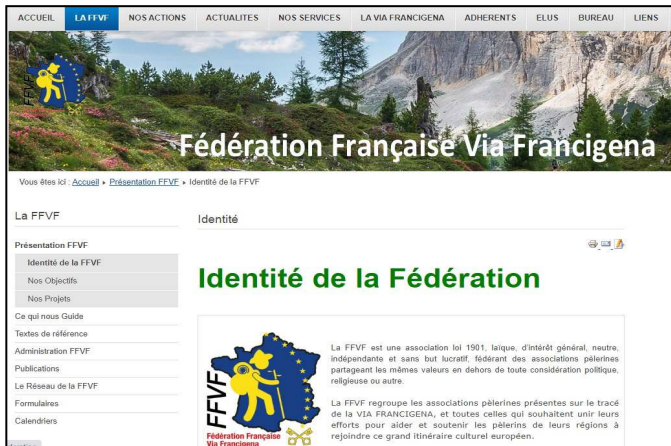 ACCUEIL LA FFVF NOS ACTIONS ACTUALITES NOS SERVICES LA VIA FRANCIGENA ADHERENTS ELUS BUREAU LIENS
FFVF
Fédération Française Via Francigena
Vous êtes ici : Accueil ▸ Présentation FFVF ▸ Identité de la FFVF
La FFVF
Présentation FFVF
Identité de la FFVF
Nos Objectifs
Nos Projets
Ce qui nous Guide
Textes de référence
Administration FFVF
Publications
Le Réseau de la FFVF
Formulaires
Calendriers
Identité
Identité de la Fédération
FFVF
Fédération Française
Via Francigena
La FFVF est une association loi 1901, laïque, d'intérêt général, neutre,
indépendante et sans but lucratif, fédérant des associations pèlerines
partageant les mêmes valeurs en dehors de toute considération politique,
religieuse ou autre.
La FFVF regroupe les associations pèlerines présentes sur le tracé
de la VIA FRANCIGENA, et toutes celles qui souhaitent unir leurs
efforts pour aider et soutenir les pèlerins de leurs régions à
rejoindre ce grand itinéraire culturel européen.